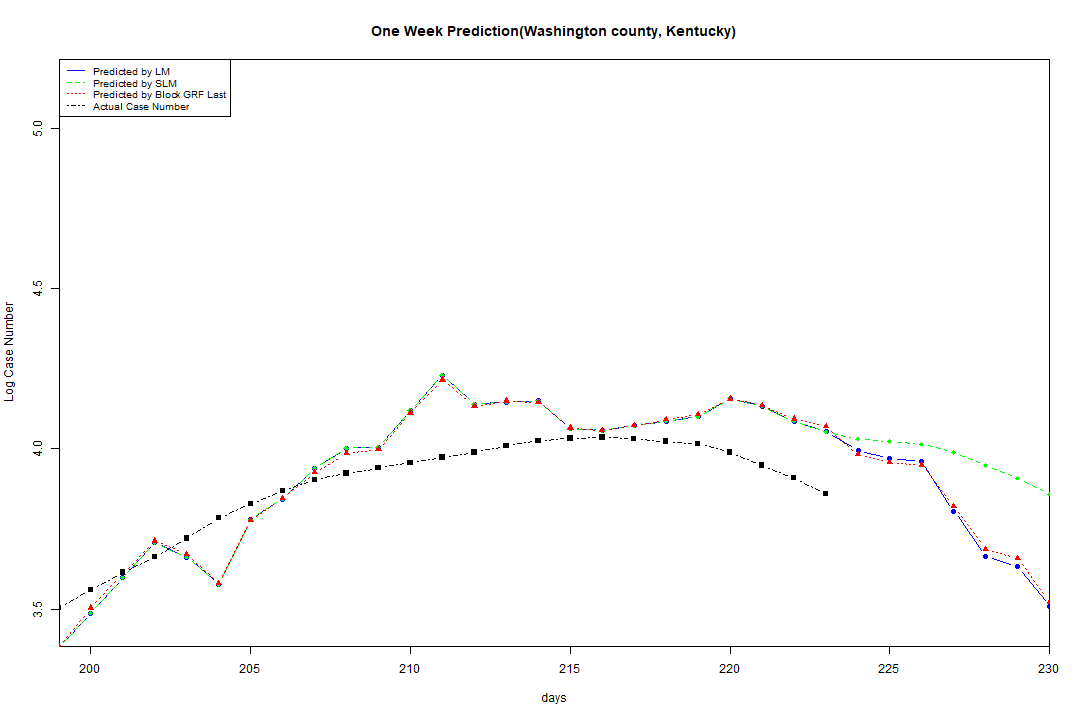 One Week Prediction(Washington county, Kentucky)
Predicted by LM
Predicted by SLM
Predicted by Block GRF Last
Actual Case Number
5.0
4.5
4.0
3.5
Log Case Number
200 205 210 215 220 225 230
days